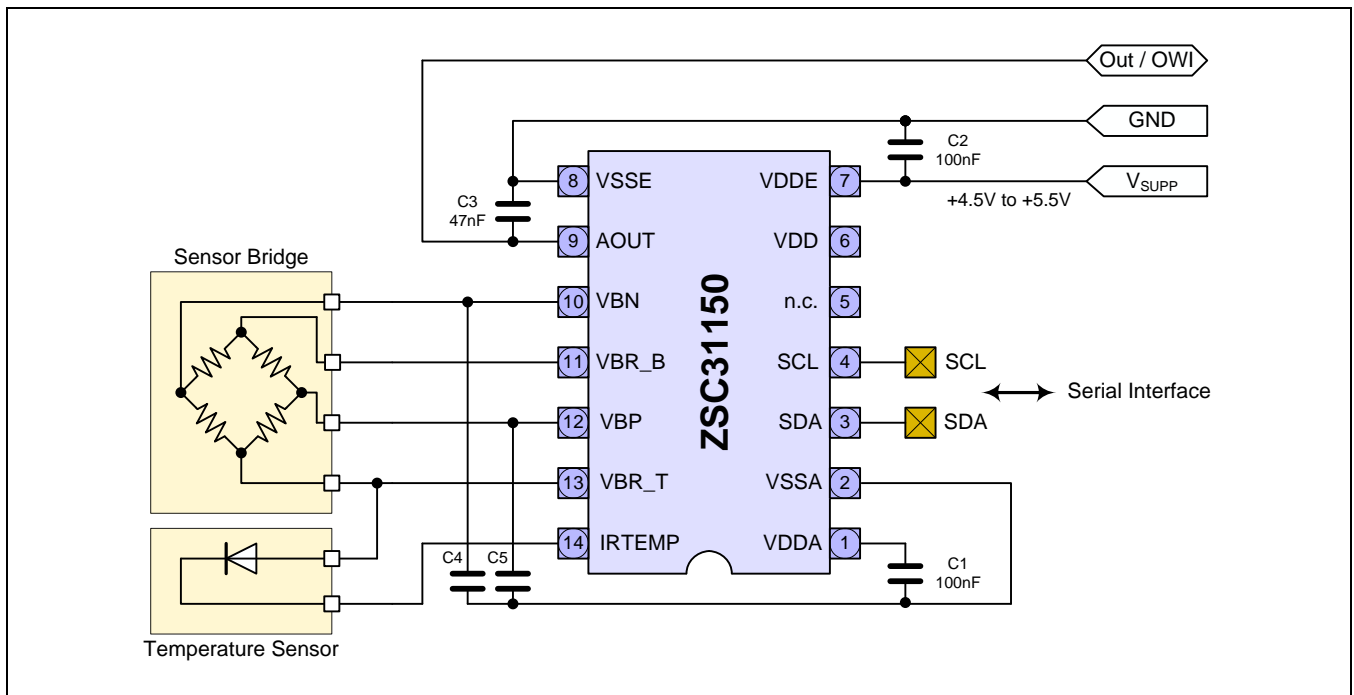 Out / OWI
GND
C2
100nF
8 VSSE
VDDE 7
VSUPP
+4.5V to +5.5V
C3
47nF
9 AOUT
VDD 6
Sensor Bridge
10 VBN
n.c. 5
ZSC31150
11 VBR_B
SCL 4
SCL
Serial Interface
12 VBP
SDA 3
SDA
13 VBR_T
VSSA 2
14 IRTEMP
VDDA 1
C4
C5
C1
100nF
Temperature Sensor